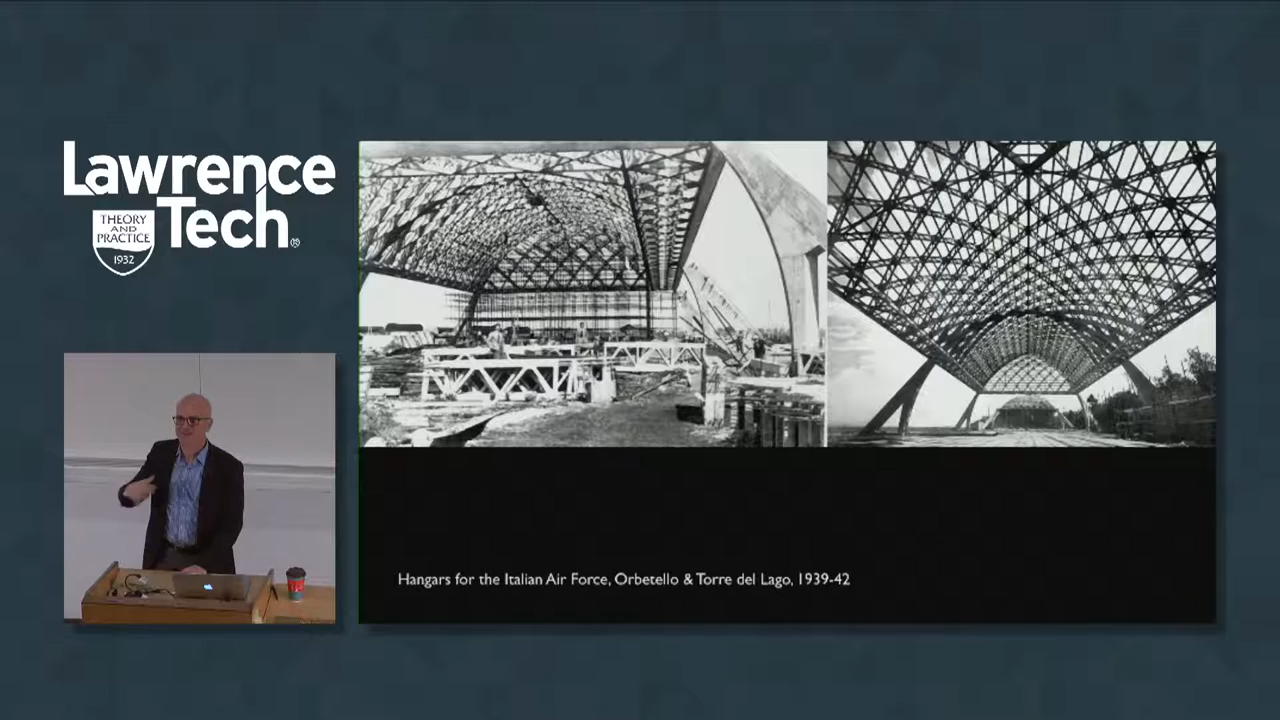 Lawrence
Tech®
THEORY
AND
PRACTICE
1932
Hangars for the Italian Air Force, Orbetello & Torre del Lago, 1939-42